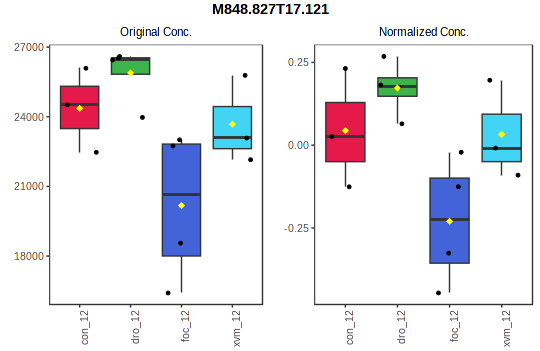 M848.827T17.121
Original Conc.
Normalized Conc.
27000
24000
21000
18000
0.25
0.00
-0.25
con_12
dro_12
foc_12
xvm_12
con_12
dro_12
foc_12
xvm_12